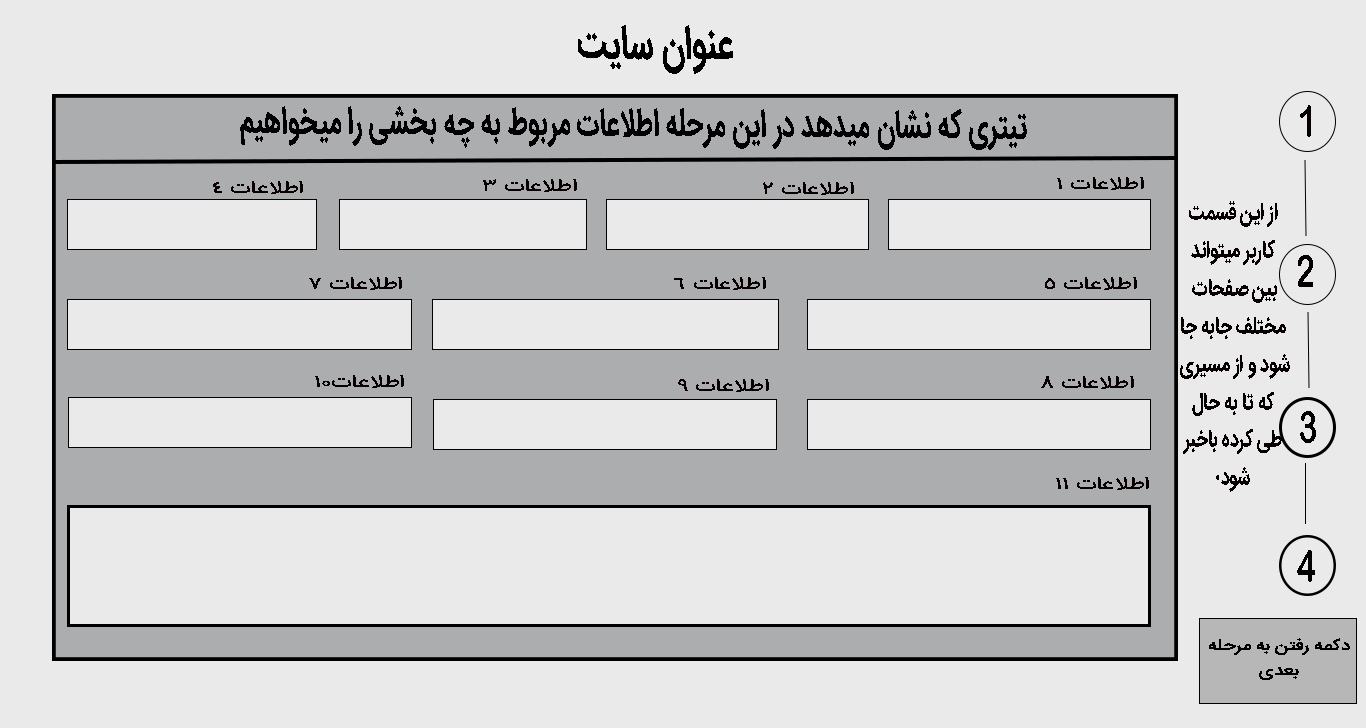 عنوان سایت
تیتری که نشان میدهد در این مرحله اطلاعات مربوط به چه بخشی را میخواهیم
اطلاعات ۱
اطلاعات ۲
اطلاعات ۳
اطلاعات ٤
اطلاعات ۵
اطلاعات ٦
اطلاعات ۷
اطلاعات ۸
اطلاعات ۹
اطلاعات۱۰
اطلاعات ۱۱
1
2
3
4
از این قسمت
کاربر میتواند
بین صفحات
مختلف جابه جا
شود و از مسیری
که تا به حال
طی کرده باخبر
شود.
دکمه رفتن به مرحله
بعدی